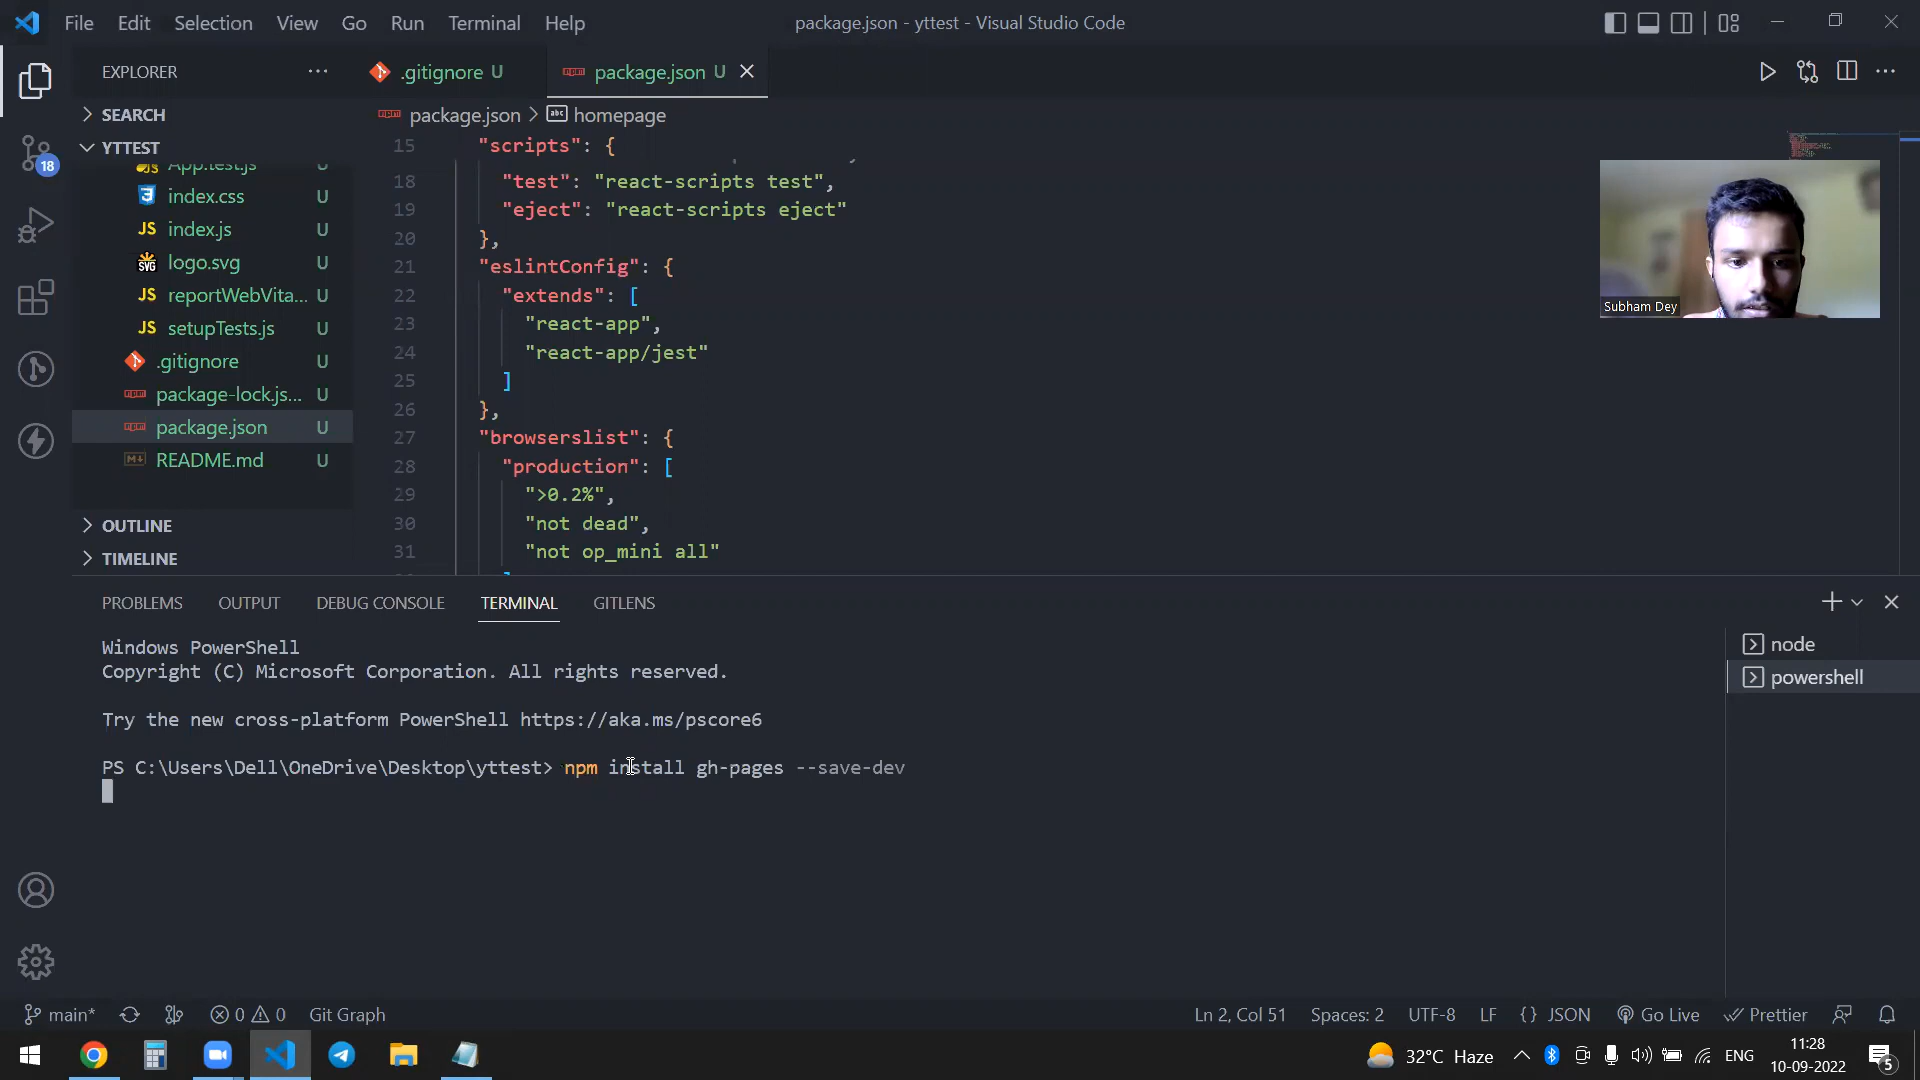 File Edit Selection View Go Run Terminal Help
package.json - yttest - Visual Studio Code
EXPLORER
.gitignore U
package.json U
SEARCH
package.json > homepage
YTTEST
App.test.js U
index.css U
index.js U
logo.svg U
reportWebVita... U
setupTests.js U
.gitignore U
package-lock.js... U
package.json U
README.md U
OUTLINE
TIMELINE
15 "scripts": {
18 "test": "react-scripts test",
19 "eject": "react-scripts eject"
20 },
21 "eslintConfig": {
22 "extends": [
23 "react-app",
24 "react-app/jest"
25 ]
26 },
27 "browserslist": {
28 "production": [
29 ">0.2%",
30 "not dead",
31 "not op_mini all"
Subham Dey
18
PROBLEMS OUTPUT DEBUG CONSOLE TERMINAL GITLENS
Windows PowerShell
Copyright (C) Microsoft Corporation. All rights reserved.
Try the new cross-platform PowerShell https://aka.ms/pscore6
PS C:\Users\Dell\OneDrive\Desktop\yttest> npm install gh-pages --save-dev
node
powershell
main* 0 0 Git Graph
Ln 2, Col 51 Spaces: 2 UTF-8 LF {} JSON Go Live Prettier
32°C Haze ENG
11:28
10-09-2022
5